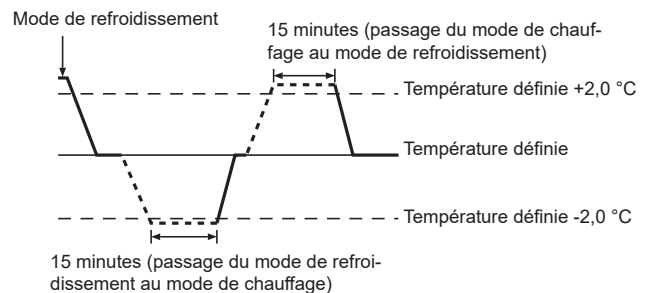 Mode de refroidissement
15 minutes (passage du mode de chauf-
fage au mode de refroidissement)
Température définie +2,0 °C
Température définie
Température définie -2,0 °C
15 minutes (passage du mode de refroi-
dissement au mode de chauffage)